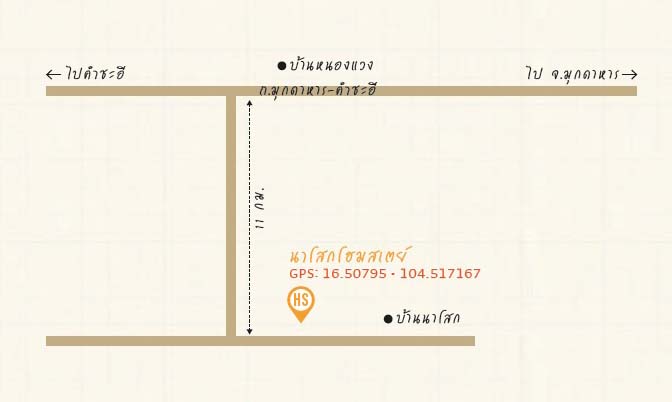 บ้านหนองแวง
ไปคำชะอี
ไป จ.มุกดาหาร
ถ.มุกดาหาร-คำชะอี
11 กม.
นาโสกโฮมสเตย์
GPS: 16.50795 - 104.517167
HS
บ้านนาโสก